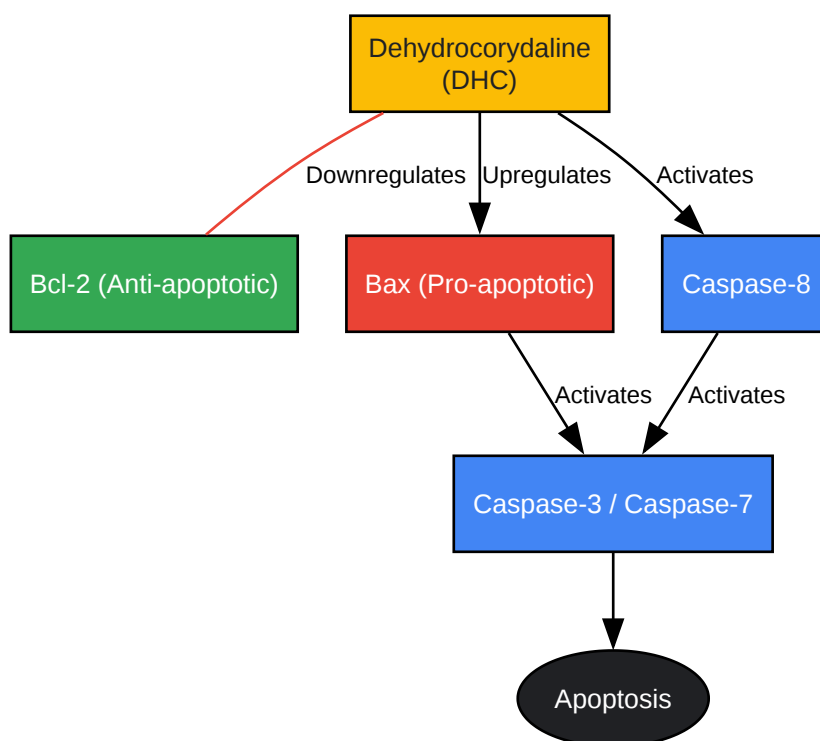 Dehydrocorydaline
(DHC)
Downregulates
Upregulates
Activates
Bcl-2 (Anti-apoptotic)
Bax (Pro-apoptotic)
Caspase-8
Activates
Activates
Caspase-3 / Caspase-7
Apoptosis